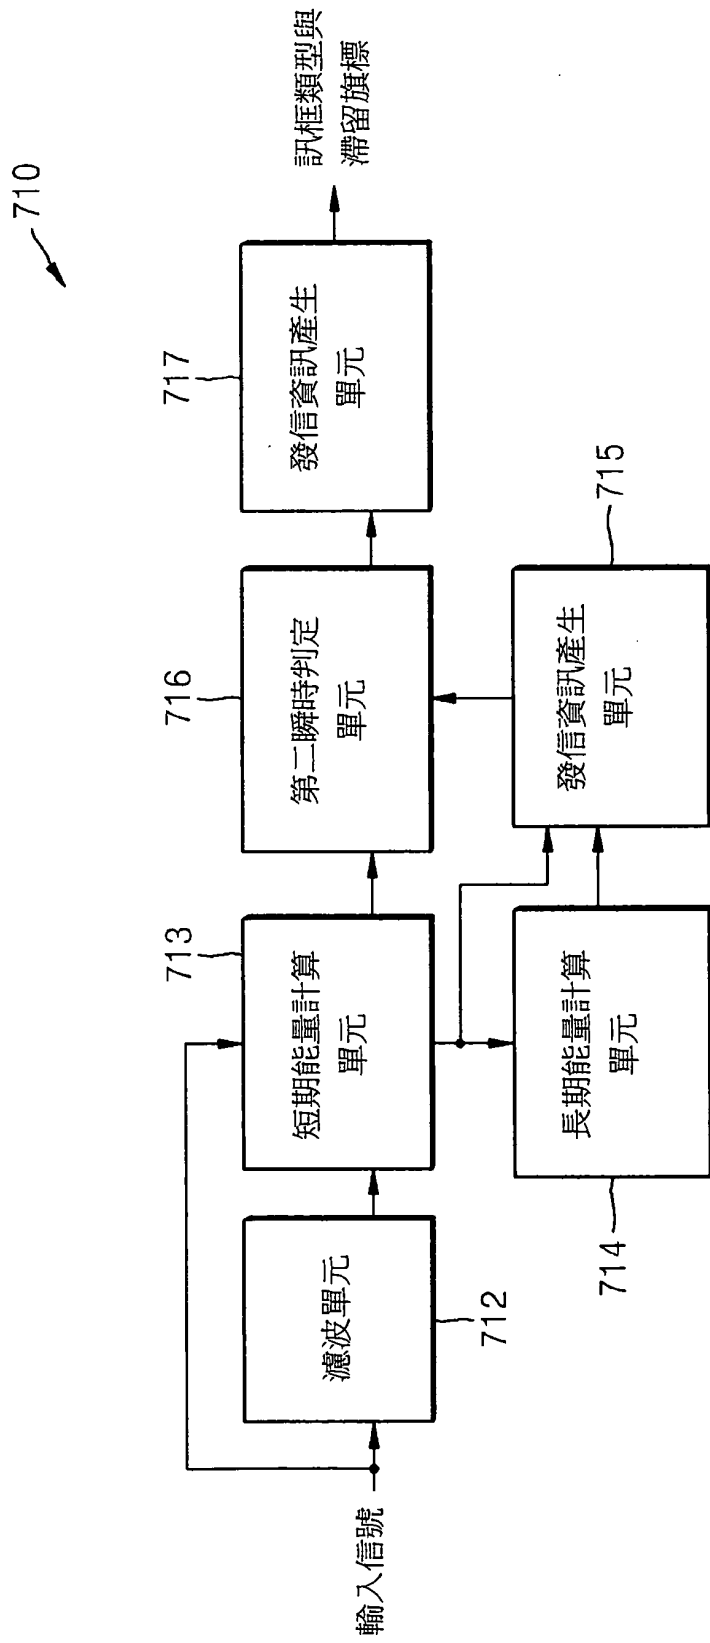 710
輸入信號
濾波單元
712
713
短期能量計算
單元
714
長期能量計算
單元
715
發信資訊產生
單元
716
第二瞬時判定
單元
717
發信資訊產生
單元
訊框類型與
滯留旗標